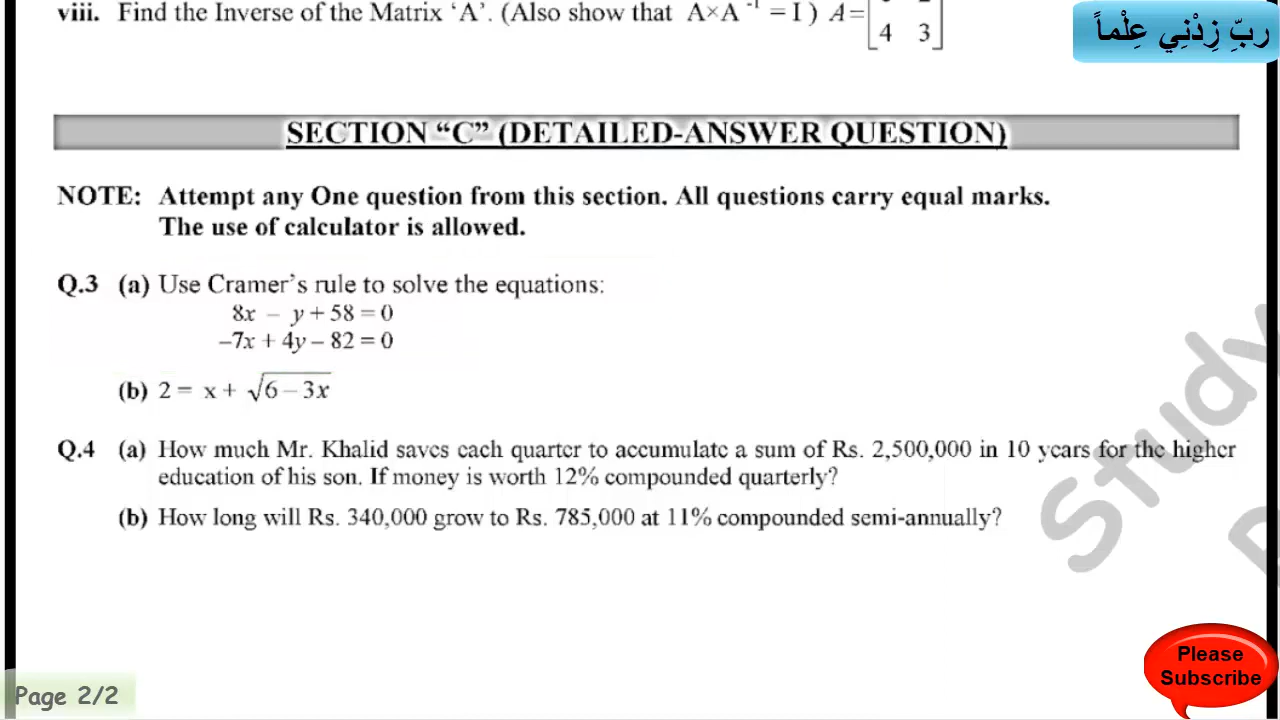 viii. Find the Inverse of the Matrix ‘A’. (Also show that A×A ⁻¹ = I ) A=
4 3
رَبِّ زِدْنِي عِلْماً
SECTION “C” (DETAILED-ANSWER QUESTION)
NOTE: Attempt any One question from this section. All questions carry equal marks.
The use of calculator is allowed.
Q.3 (a) Use Cramer’s rule to solve the equations:
8x – y + 58 = 0
–7x + 4y – 82 = 0
(b) 2 = x + √6 – 3x
Q.4 (a) How much Mr. Khalid saves each quarter to accumulate a sum of Rs. 2,500,000 in 10 years for the higher
education of his son. If money is worth 12% compounded quarterly?
(b) How long will Rs. 340,000 grow to Rs. 785,000 at 11% compounded semi-annually?
Study
Please
Subscribe
Page 2/2